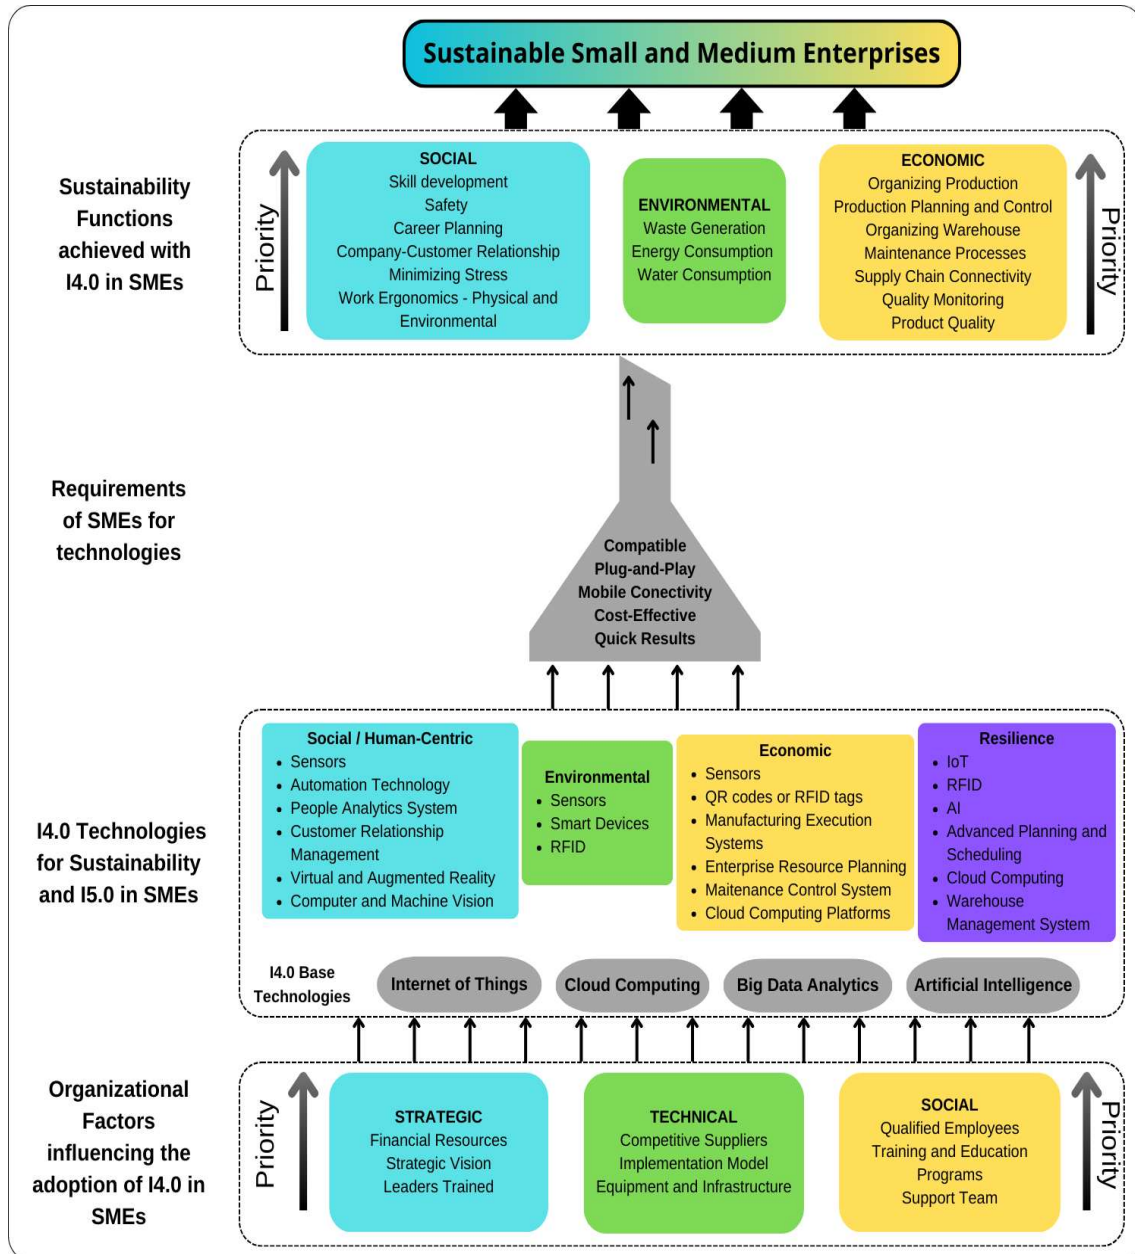 Sustainable Small and Medium Enterprises
Sustainability
Functions
achieved with
I4.0 in SMEs
Priority
SOCIAL
Skill development
Safety
Career Planning
Company-Customer Relationship
Minimizing Stress
Work Ergonomics - Physical and
Environmental
ENVIRONMENTAL
Waste Generation
Energy Consumption
Water Consumption
ECONOMIC
Organizing Production
Production Planning and Control
Organizing Warehouse
Maintenance Processes
Supply Chain Connectivity
Quality Monitoring
Product Quality
Priority
Requirements
of SMEs for
technologies
Compatible
Plug-and-Play
Mobile Conectivity
Cost-Effective
Quick Results
I4.0 Technologies
for Sustainability
and I5.0 in SMEs
Social / Human-Centric
• Sensors
• Automation Technology
• People Analytics System
• Customer Relationship
Management
• Virtual and Augmented Reality
• Computer and Machine Vision
Environmental
• Sensors
• Smart Devices
• RFID
Economic
• Sensors
• QR codes or RFID tags
• Manufacturing Execution
Systems
• Enterprise Resource Planning
• Maitenance Control System
• Cloud Computing Platforms
Resilience
• IoT
• RFID
• AI
• Advanced Planning and
Scheduling
• Cloud Computing
• Warehouse
Management System
I4.0 Base
Technologies
Internet of Things
Cloud Computing
Big Data Analytics
Artificial Intelligence
Organizational
Factors
influencing the
adoption of I4.0 in
SMEs
Priority
STRATEGIC
Financial Resources
Strategic Vision
Leaders Trained
TECHNICAL
Competitive Suppliers
Implementation Model
Equipment and Infrastructure
SOCIAL
Qualified Employees
Training and Education
Programs
Support Team
Priority